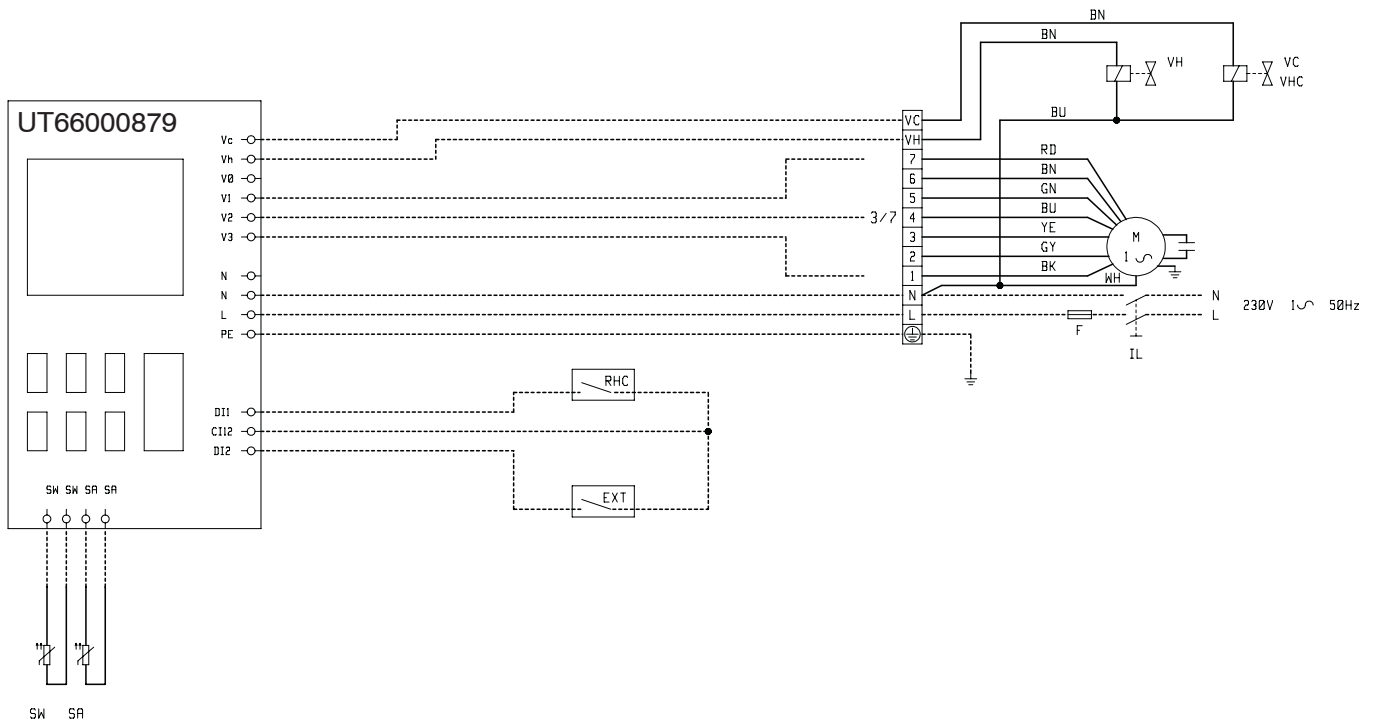 BN
BN
VH
VC
VHC
UT66000879
BU
VC
Vc
VH
Vh
7
RD
V0
6
BN
V1
5
GN
V2
3/7
4
BU
V3
3
YE
M
1
2
GY
N
1
BK
WH
N
N
N
230V 1 50Hz
L
L
L
F
PE
IL
RHC
DI1
CI12
DI2
EXT
SW SW SA SA
SW SA